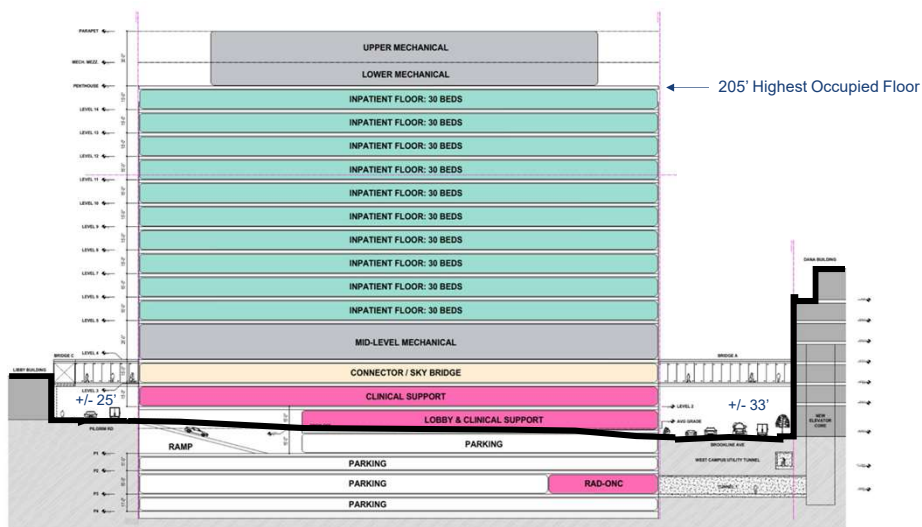 PARAPET
UPPER MECHANICAL
MECH. MEZZ.
LOWER MECHANICAL
PENTHOUSE
205' Highest Occupied Floor
INPATIENT FLOOR: 30 BEDS
LEVEL 14
INPATIENT FLOOR: 30 BEDS
LEVEL 13
INPATIENT FLOOR: 30 BEDS
LEVEL 12
INPATIENT FLOOR: 30 BEDS
LEVEL 11
INPATIENT FLOOR: 30 BEDS
LEVEL 10
INPATIENT FLOOR: 30 BEDS
LEVEL 9
INPATIENT FLOOR: 30 BEDS
LEVEL 8
INPATIENT FLOOR: 30 BEDS
DANA BUILDING
LEVEL 7
INPATIENT FLOOR: 30 BEDS
LEVEL 6
INPATIENT FLOOR: 30 BEDS
LEVEL 5
MID-LEVEL MECHANICAL
LEVEL 4
BRIDGE C
BRIDGE A
LIBBY BUILDING
CONNECTOR / SKY BRIDGE
LEVEL 3
+/- 25'
CLINICAL SUPPORT
+/- 33'
LEVEL 2
LOBBY & CLINICAL SUPPORT
AVG GRADE
NEW ELEVATOR CORE
PILGRIM RD
RAMP
PARKING
BROOKLINE AVE
P1
PARKING
WEST CAMPUS UTILITY TUNNEL
P2
PARKING
RAD-ONC
TUNNEL
P3
PARKING
P4